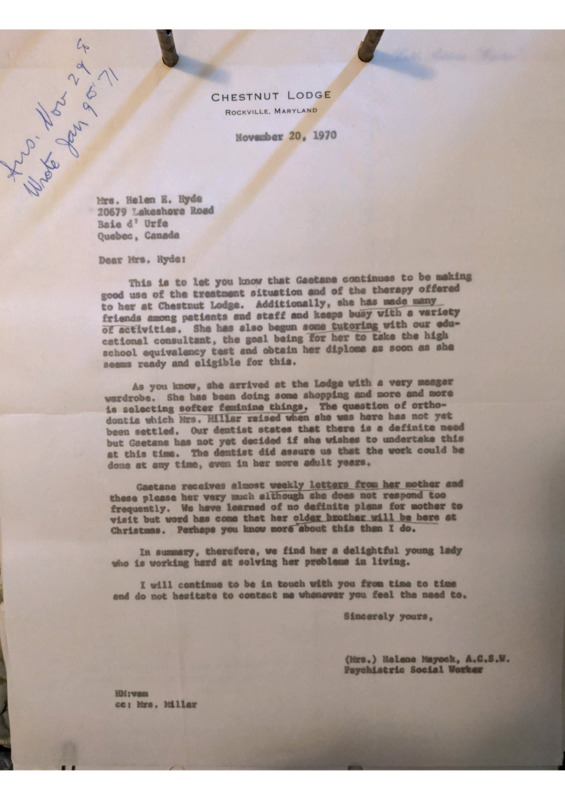 Ans. Nov 24
Wrote Jan 9 71
CHESTNUT LODGE
ROCKVILLE, MARYLAND
November 20, 1970
Mrs. Helen E. Hyde
20679 Lakeshore Road
Baie d' Urfe
Quebec, Canada
Dear Mrs. Hyde:
This is to let you know that Gaetane continues to be making
good use of the treatment situation and of the therapy offered
to her at Chestnut Lodge. Additionally, she has made many
friends among patients and staff and keeps busy with a variety
of activities. She has also begun some tutoring with our edu-
cational consultant, the goal being for her to take the high
school equivalency test and obtain her diploma as soon as she
seems ready and eligible for this.
As you know, she arrived at the Lodge with a very meager
wardrobe. She has been doing some shopping and more and more
is selecting softer feminine things. The question of ortho-
dontia which Mrs. Millar raised when she was here has not yet
been settled. Our dentist states that there is a definite need
but Gaetane has not yet decided if she wishes to undertake this
at this time. The dentist did assure us that the work could be
done at any time, even in her more adult years.
Gaetane receives almost weekly letters from her mother and
these please her very much although she does not respond too
frequently. We have learned of no definite plans for mother to
visit but word has come that her older brother will be here at
Christmas. Perhaps you know more about this than I do.
In summary, therefore, we find her a delightful young lady
who is working hard at solving her problems in living.
I will continue to be in touch with you from time to time
and do not hesitate to contact me whenever you feel the need to.
Sincerely yours,
(Mrs.) Helene Mayock, A.C.S.W.
Psychiatric Social Worker
HM:vam
cc: Mrs. Millar